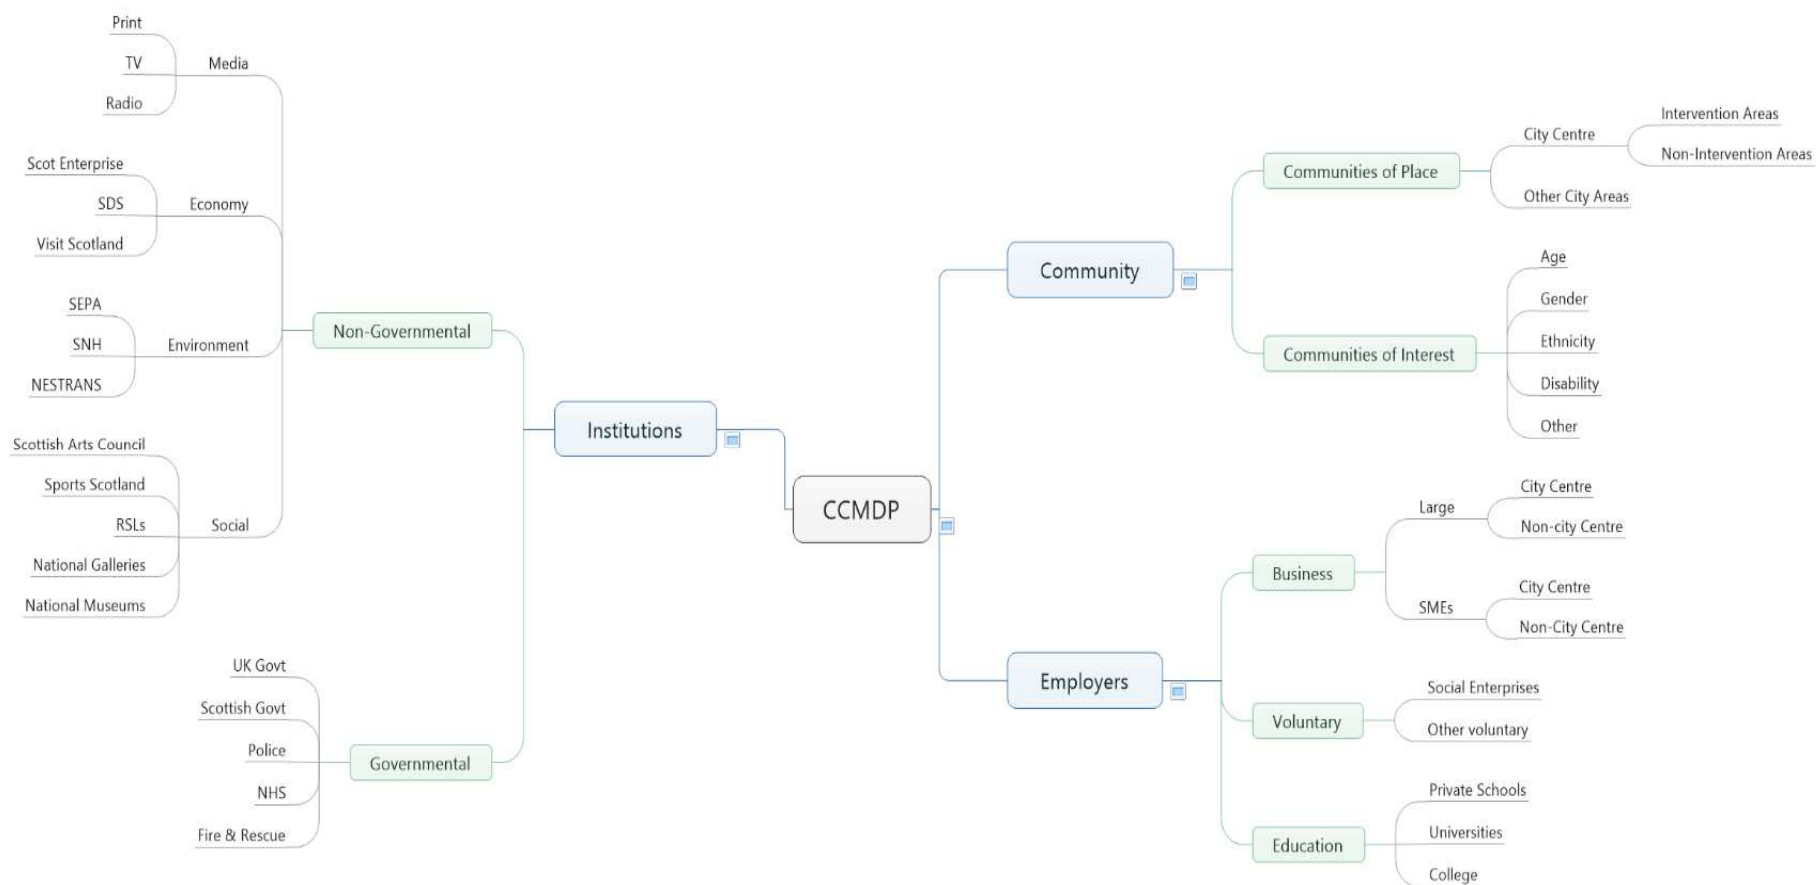 Print
TV
Radio
Media
Scot Enterprise
SDS
Visit Scotland
Economy
SEPA
SNH
NESTRANS
Environment
Scottish Arts Council
Sports Scotland
RSLs
National Galleries
National Museums
Social
Non-Governmental
UK Govt
Scottish Govt
Police
NHS
Fire & Rescue
Governmental
Institutions
CCMDP
Community
Communities of Place
City Centre
Intervention Areas
Non-Intervention Areas
Other City Areas
Communities of Interest
Age
Gender
Ethnicity
Disability
Other
Employers
Business
Large
City Centre
Non-city Centre
SMEs
City Centre
Non-City Centre
Voluntary
Social Enterprises
Other voluntary
Education
Private Schools
Universities
College